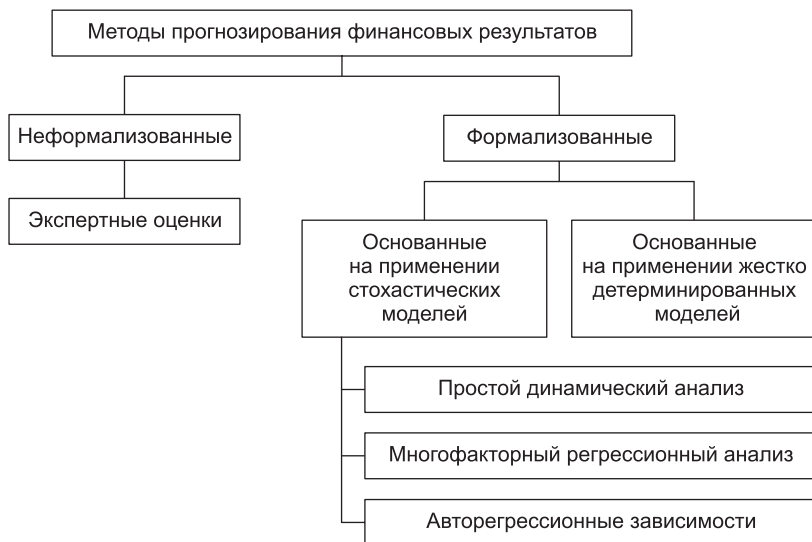 Методы прогнозирования финансовых результатов
Неформализованные
Формализованные
Экспертные оценки
Основанные
на применении
стохастических
моделей
Основанные
на применении жестко
детерминированных
моделей
Простой динамический анализ
Многофакторный регрессионный анализ
Авторегрессионные зависимости